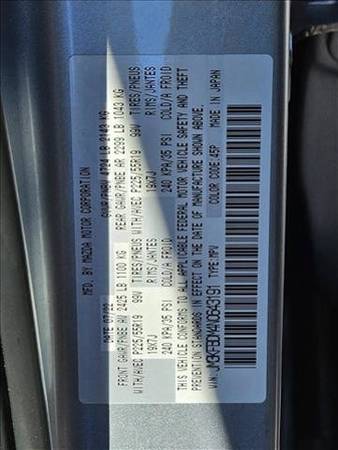 MFD. BY MAZDA MOTOR CORPORATION
DATE 07/22 GVWR/PNBV 4724 LB 2143 KG
FRONT GAWR/PNBE AV 2425 LB 1100 KG REAR GAWR/PNBE AR 2299 LB 1043 KG
WITH/AVEC P225/55R19 99V TIRES/PNEUS WITH/AVEC P225/55R19 99V TIRES/PNEUS
19x7J RIMS/JANTES 19x7J RIMS/JANTES
240 KPA/35 PSI COLD/A FROID 240 KPA/35 PSI COLD/A FROID
THIS VEHICLE CONFORMS TO ALL APPLICABLE FEDERAL MOTOR VEHICLE SAFETY AND THEFT
PREVENTION STANDARDS IN EFFECT ON THE DATE OF MANUFACTURE SHOWN ABOVE.
COLOR CODE:45P MADE IN JAPAN
VIN: TYPE:MPV